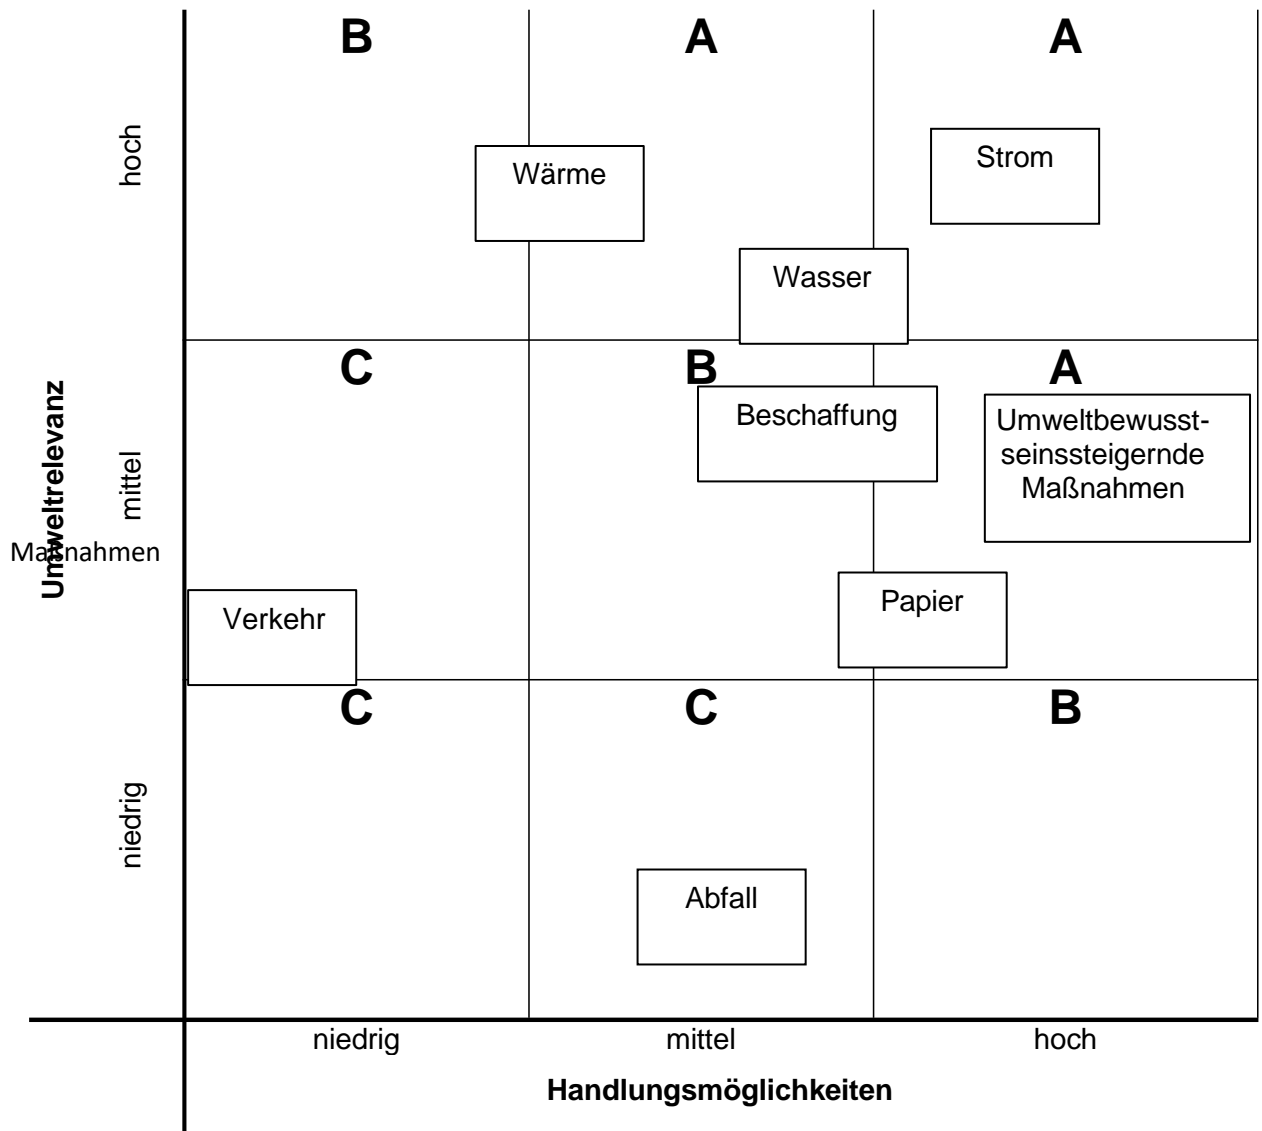 B A A
hoch
Wärme
Strom
Wasser
C B A
Umweltrelevanz
mittel
Beschaffung
Umweltbewusst-
seinssteigernde
Maßnahmen
Maßnahmen
Verkehr
Papier
C C B
niedrig
Abfall
niedrig mittel hoch
Handlungsmöglichkeiten